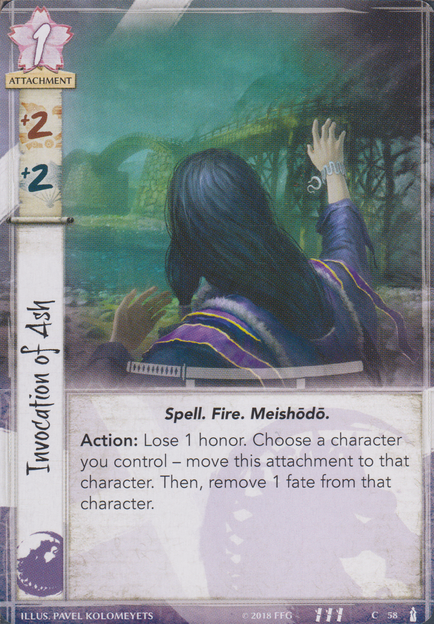 1
ATTACHMENT
+2
+2
Invocation of Ash
Spell. Fire. Meishōdō.
Action: Lose 1 honor. Choose a character
you control – move this attachment to that
character. Then, remove 1 fate from that
character.
ILLUS. PAVEL KOLOMEYETS
©2018 FFG
C 58